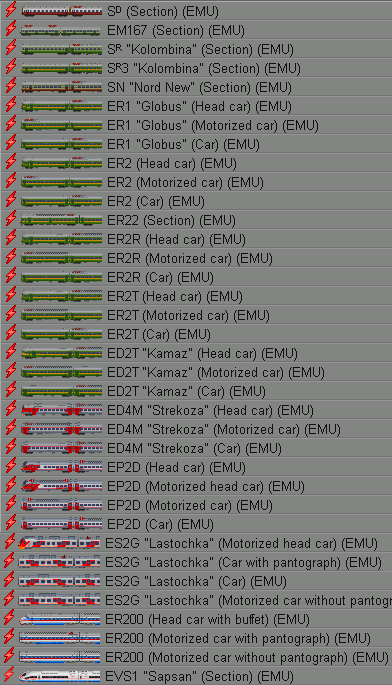 Sᴰ (Section) (EMU)
EM167 (Section) (EMU)
Sᴿ "Kolombina" (Section) (EMU)
Sᴿ3 "Kolombina" (Section) (EMU)
SN "Nord New" (Section) (EMU)
ER1 "Globus" (Head car) (EMU)
ER1 "Globus" (Motorized car) (EMU)
ER1 "Globus" (Car) (EMU)
ER2 (Head car) (EMU)
ER2 (Motorized car) (EMU)
ER2 (Car) (EMU)
ER22 (Section) (EMU)
ER2R (Head car) (EMU)
ER2R (Motorized car) (EMU)
ER2R (Car) (EMU)
ER2T (Head car) (EMU)
ER2T (Motorized car) (EMU)
ER2T (Car) (EMU)
ED2T "Kamaz" (Head car) (EMU)
ED2T "Kamaz" (Motorized car) (EMU)
ED2T "Kamaz" (Car) (EMU)
ED4M "Strekoza" (Head car) (EMU)
ED4M "Strekoza" (Motorized car) (EMU)
ED4M "Strekoza" (Car) (EMU)
EP2D (Head car) (EMU)
EP2D (Motorized head car) (EMU)
EP2D (Motorized car) (EMU)
EP2D (Car) (EMU)
ES2G "Lastochka" (Motorized head car) (EMU)
ES2G "Lastochka" (Car with pantograph) (EMU)
ES2G "Lastochka" (Car) (EMU)
ES2G "Lastochka" (Motorized car without pantogr
ER200 (Head car with buffet) (EMU)
ER200 (Motorized car with pantograph) (EMU)
ER200 (Motorized car without pantograph) (EMU)
EVS1 "Sapsan" (Section) (EMU)